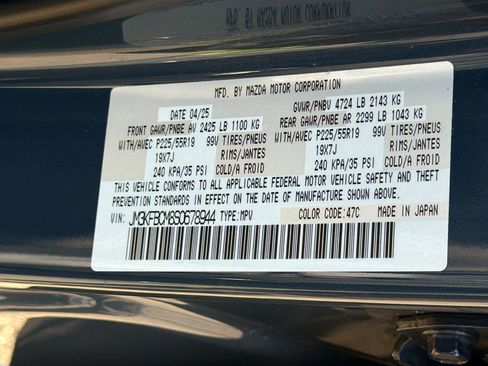 MFD. BY MAZDA MOTOR CORPORATION
DATE 04/25 GVWR/PNBV 4724 LB 2143 KG
FRONT GAWR/PNBE AV 2425 LB 1100 KG REAR GAWR/PNBE AR 2299 LB 1043 KG
WITH/AVEC P225/55R19 99V TIRES/PNEUS WITH/AVEC P225/55R19 99V TIRES/PNEUS
19X7J RIMS/JANTES 19X7J RIMS/JANTES
240 KPA/35 PSI COLD/A FROID 240 KPA/35 PSI COLD/A FROID
THIS VEHICLE CONFORMS TO ALL APPLICABLE FEDERAL MOTOR VEHICLE SAFETY AND THEFT
PREVENTION STANDARDS IN EFFECT ON THE DATE OF MANUFACTURE SHOWN ABOVE.
VIN: JM3KFBCM8S0678944 TYPE:MPV COLOR CODE:47C MADE IN JAPAN